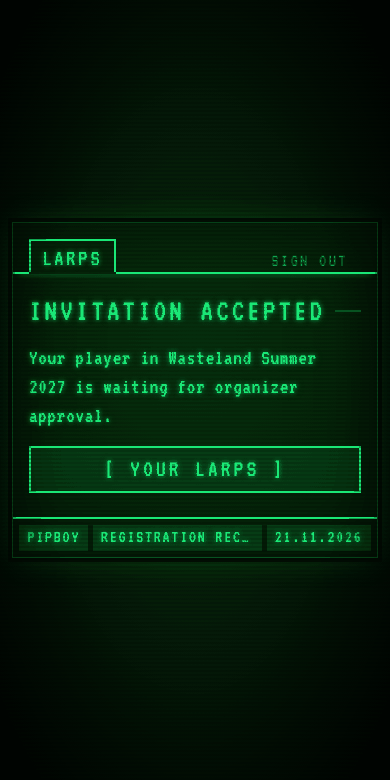 LARPS
SIGN OUT
INVITATION ACCEPTED
Your player in Wasteland Summer
2027 is waiting for organizer
approval.
[ YOUR LARPS ]
PIPBOY
REGISTRATION REC…
21.11.2026